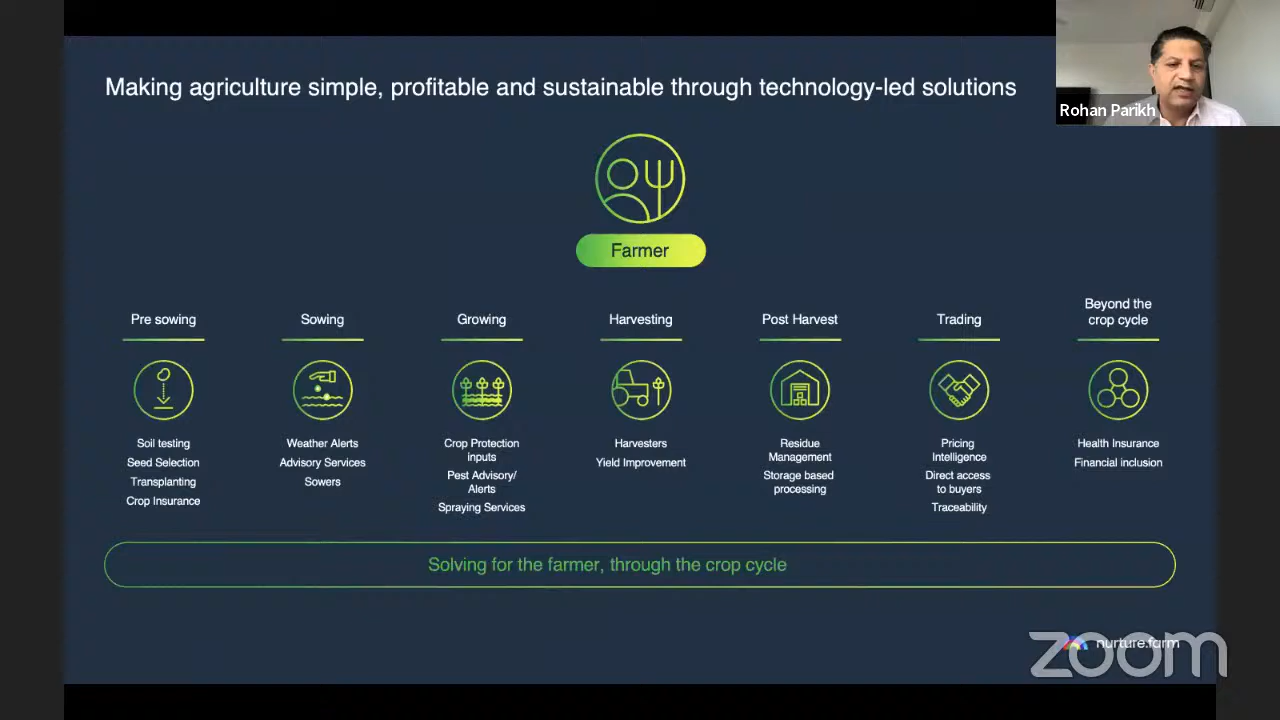 Making agriculture simple, profitable and sustainable through technology-led solutions
Rohan Parikh
Farmer
Pre sowing
Soil testing
Seed Selection
Transplanting
Crop Insurance
Sowing
Weather Alerts
Advisory Services
Sowers
Growing
Crop Protection
Inputs
Pest Advisory/
Alerts
Spraying Services
Harvesting
Harvesters
Yield Improvement
Post Harvest
Residue
Management
Storage based
processing
Trading
Pricing
Intelligence
Direct access
to buyers
Traceability
Beyond the
crop cycle
Health Insurance
Financial inclusion
Solving for the farmer, through the crop cycle
nurture.farm
zoom